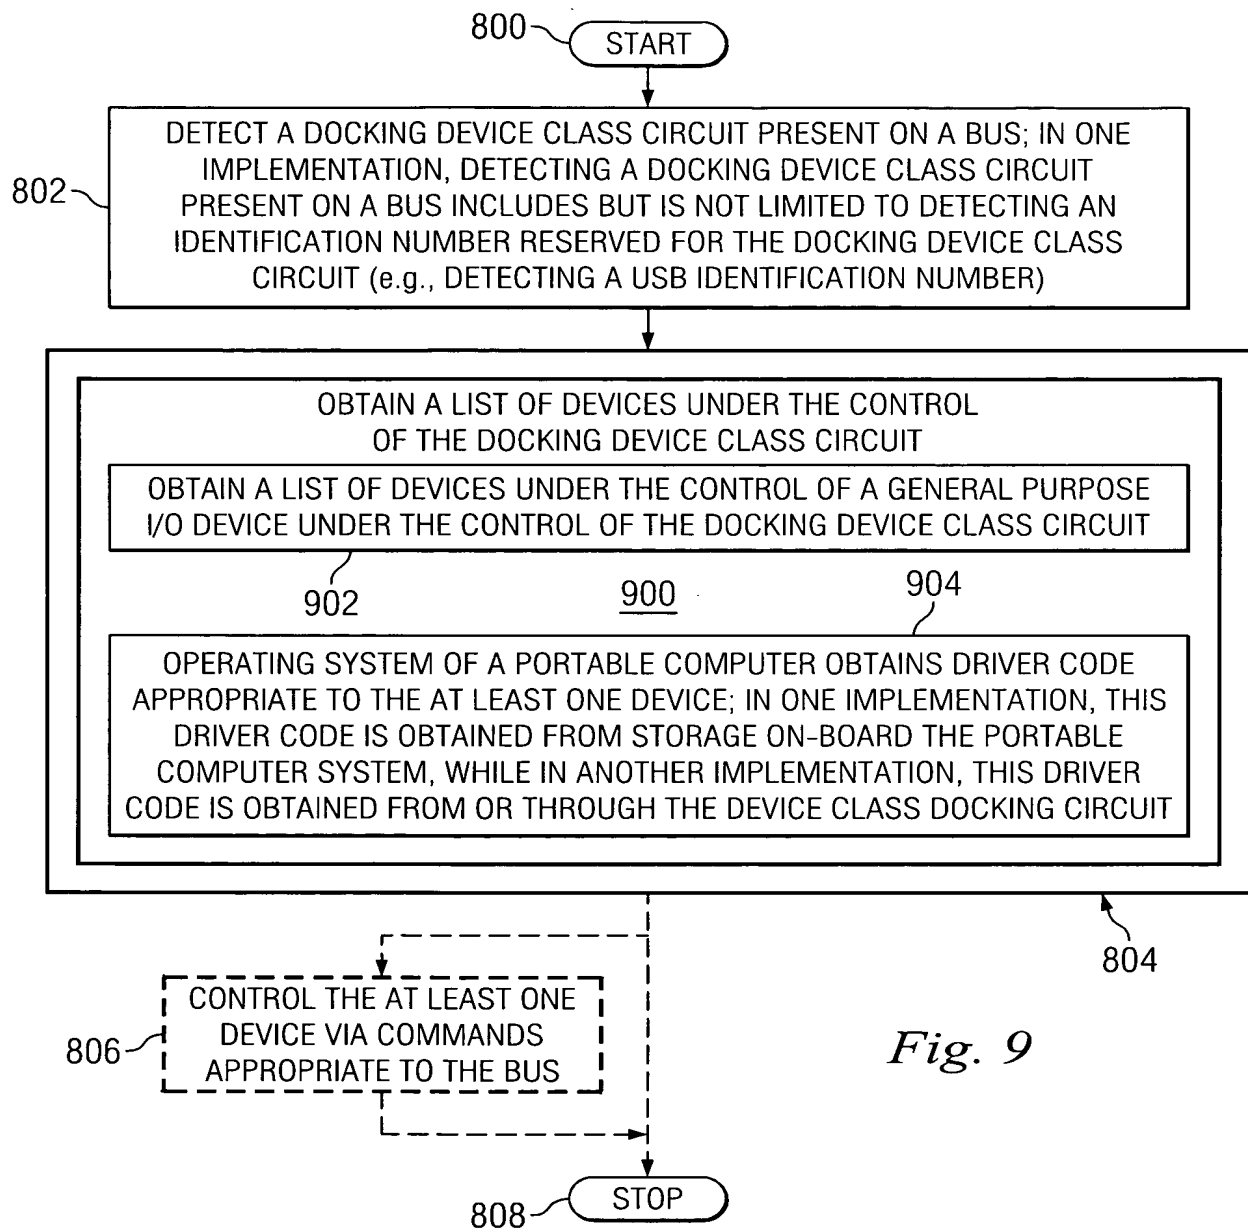 800
START
DETECT A DOCKING DEVICE CLASS CIRCUIT PRESENT ON A BUS; IN ONE
IMPLEMENTATION, DETECTING A DOCKING DEVICE CLASS CIRCUIT
PRESENT ON A BUS INCLUDES BUT IS NOT LIMITED TO DETECTING AN
IDENTIFICATION NUMBER RESERVED FOR THE DOCKING DEVICE CLASS
CIRCUIT (e.g., DETECTING A USB IDENTIFICATION NUMBER)
802
OBTAIN A LIST OF DEVICES UNDER THE CONTROL
OF THE DOCKING DEVICE CLASS CIRCUIT
OBTAIN A LIST OF DEVICES UNDER THE CONTROL OF A GENERAL PURPOSE
I/O DEVICE UNDER THE CONTROL OF THE DOCKING DEVICE CLASS CIRCUIT
902
900
904
OPERATING SYSTEM OF A PORTABLE COMPUTER OBTAINS DRIVER CODE
APPROPRIATE TO THE AT LEAST ONE DEVICE; IN ONE IMPLEMENTATION, THIS
DRIVER CODE IS OBTAINED FROM STORAGE ON-BOARD THE PORTABLE
COMPUTER SYSTEM, WHILE IN ANOTHER IMPLEMENTATION, THIS DRIVER
CODE IS OBTAINED FROM OR THROUGH THE DEVICE CLASS DOCKING CIRCUIT
804
CONTROL THE AT LEAST ONE
DEVICE VIA COMMANDS
APPROPRIATE TO THE BUS
806
Fig. 9
STOP
808